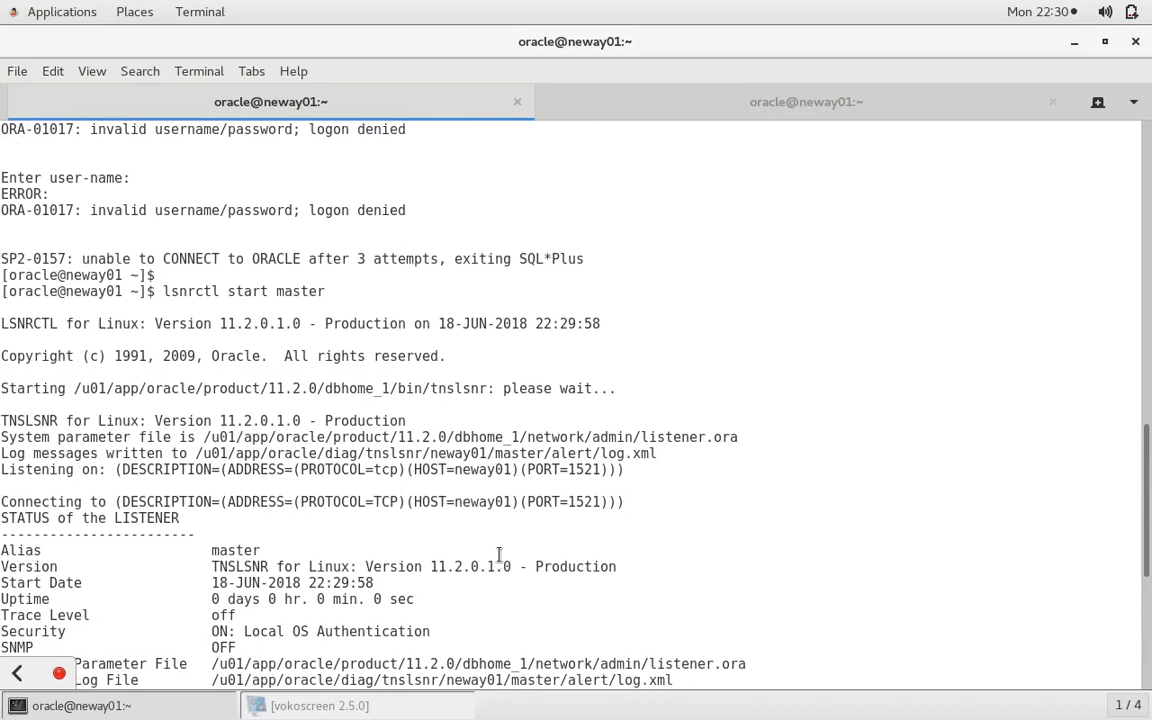 Applications Places Terminal Mon 22:30
oracle@neway01:~
File Edit View Search Terminal Tabs Help
oracle@neway01:~ oracle@neway01:~
ORA-01017: invalid username/password; logon denied
Enter user-name:
ERROR:
ORA-01017: invalid username/password; logon denied
SP2-0157: unable to CONNECT to ORACLE after 3 attempts, exiting SQL*Plus
[oracle@neway01 ~]$
[oracle@neway01 ~]$ lsnrctl start master
LSNRCTL for Linux: Version 11.2.0.1.0 - Production on 18-JUN-2018 22:29:58
Copyright (c) 1991, 2009, Oracle.  All rights reserved.
Starting /u01/app/oracle/product/11.2.0/dbhome_1/bin/tnslsnr: please wait...
TNSLSNR for Linux: Version 11.2.0.1.0 - Production
System parameter file is /u01/app/oracle/product/11.2.0/dbhome_1/network/admin/listener.ora
Log messages written to /u01/app/oracle/diag/tnslsnr/neway01/master/alert/log.xml
Listening on: (DESCRIPTION=(ADDRESS=(PROTOCOL=tcp)(HOST=neway01)(PORT=1521)))
Connecting to (DESCRIPTION=(ADDRESS=(PROTOCOL=TCP)(HOST=neway01)(PORT=1521)))
STATUS of the LISTENER
------------------------
Alias                     master
Version                   TNSLSNR for Linux: Version 11.2.0.1.0 - Production
Start Date                18-JUN-2018 22:29:58
Uptime                    0 days 0 hr. 0 min. 0 sec
Trace Level               off
Security                  ON: Local OS Authentication
SNMP                      OFF
Parameter File   /u01/app/oracle/product/11.2.0/dbhome_1/network/admin/listener.ora
Log File         /u01/app/oracle/diag/tnslsnr/neway01/master/alert/log.xml
oracle@neway01:~ [vokoscreen 2.5.0] 1 / 4